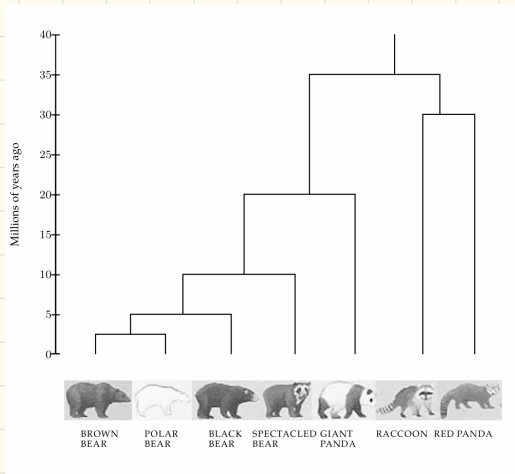 Millions of years ago
40
35
30
25
20
15
10
5
0
BROWN BEAR
POLAR BEAR
BLACK BEAR
SPECTACLED BEAR
GIANT PANDA
RACCOON
RED PANDA